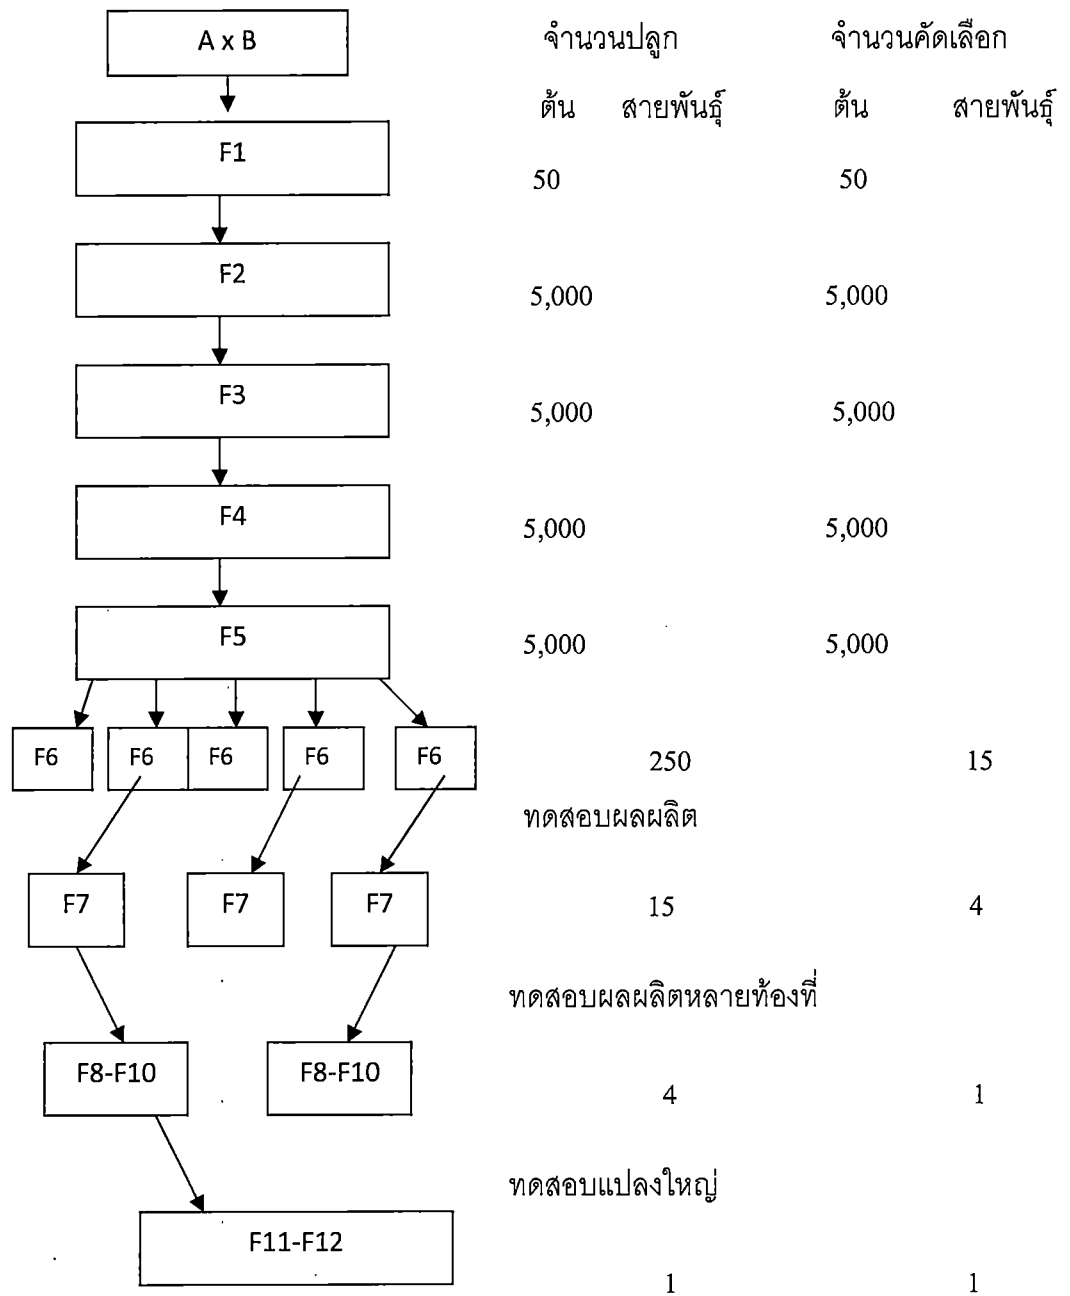 A x B จำนวนปลูก จำนวนคัดเลือก
ต้น สายพันธุ์ ต้น สายพันธุ์
F1 50 50
F2 5,000 5,000
F3 5,000 5,000
F4 5,000 5,000
F5 5,000 5,000
F6 F6 F6 F6 F6 250 15
ทดสอบผลผลิต
F7 F7 F7 15 4
ทดสอบผลผลิตหลายท้องที่
F8-F10 F8-F10 4 1
ทดสอบแปลงใหญ่
F11-F12 1 1